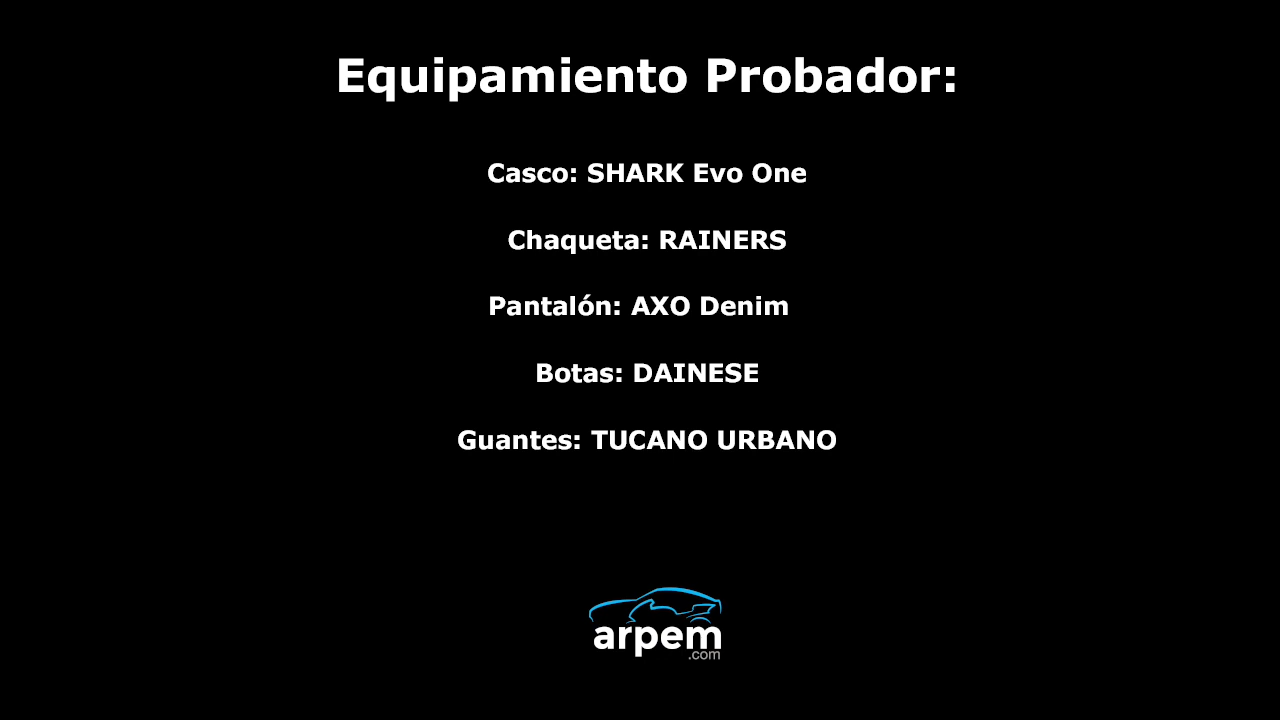 Equipamiento Probador:
Casco: SHARK Evo One
Chaqueta: RAINERS
Pantalón: AXO Denim
Botas: DAINESE
Guantes: TUCANO URBANO
arpem
.com